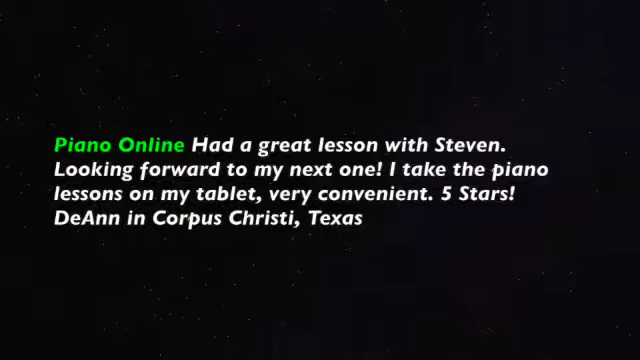 Piano Online Had a great lesson with Steven.
Looking forward to my next one! I take the piano
lessons on my tablet, very convenient. 5 Stars!
DeAnn in Corpus Christi, Texas